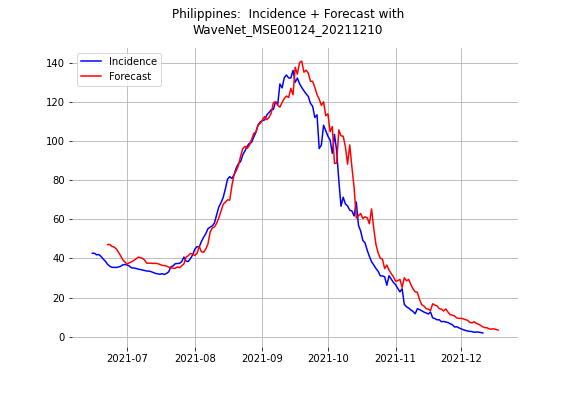 Philippines:  Incidence + Forecast with
WaveNet_MSE00124_20211210
Incidence
Forecast
140
120
100
80
60
40
20
0
2021-07 2021-08 2021-09 2021-10 2021-11 2021-12